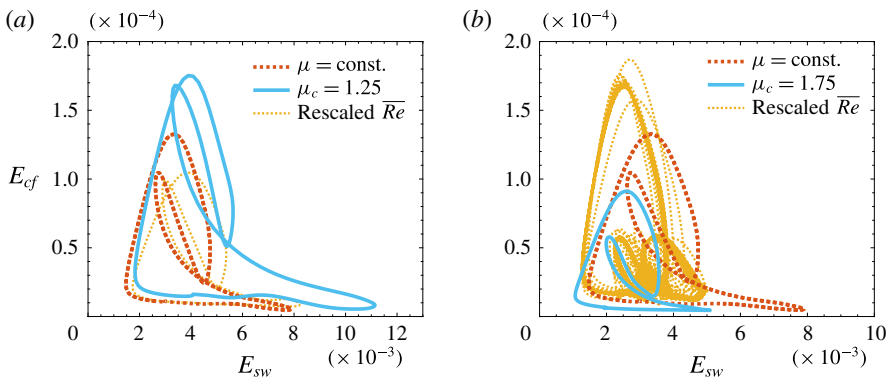 (a) (× 10⁻⁴)
2.0
1.5
1.0
0.5
0 2 4 6 8 10 12
E_cf
E_sw (× 10⁻³)
μ = const.
μ_c = 1.25
Rescaled R̅e̅
(b) (× 10⁻⁴)
2.0
1.5
1.0
0.5
0 2 4 6 8 10
E_sw (× 10⁻³)
μ = const.
μ_c = 1.75
Rescaled R̅e̅